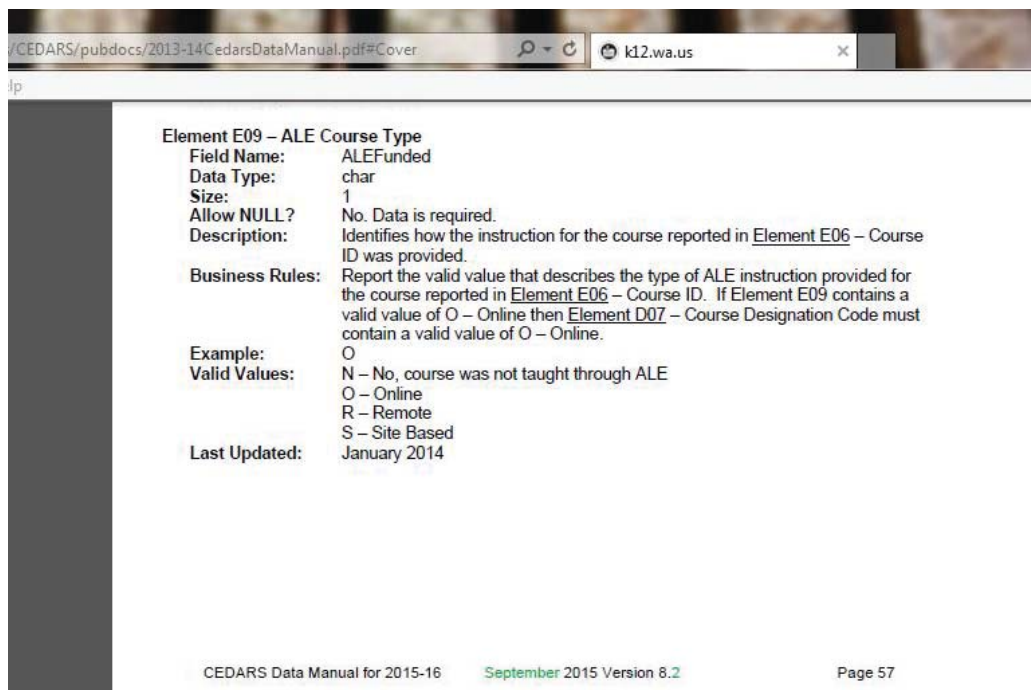 s/CEDARS/pubdocs/2013-14CedarsDataManual.pdf#Cover
k12.wa.us
Element E09 – ALE Course Type
Field Name: ALEFunded
Data Type: char
Size: 1
Allow NULL? No. Data is required.
Description: Identifies how the instruction for the course reported in Element E06 – Course
ID was provided.
Business Rules: Report the valid value that describes the type of ALE instruction provided for
the course reported in Element E06 – Course ID. If Element E09 contains a
valid value of O – Online then Element D07 – Course Designation Code must
contain a valid value of O – Online.
Example: O
Valid Values: N – No, course was not taught through ALE
O – Online
R – Remote
S – Site Based
Last Updated: January 2014
CEDARS Data Manual for 2015-16 September 2015 Version 8.2 Page 57